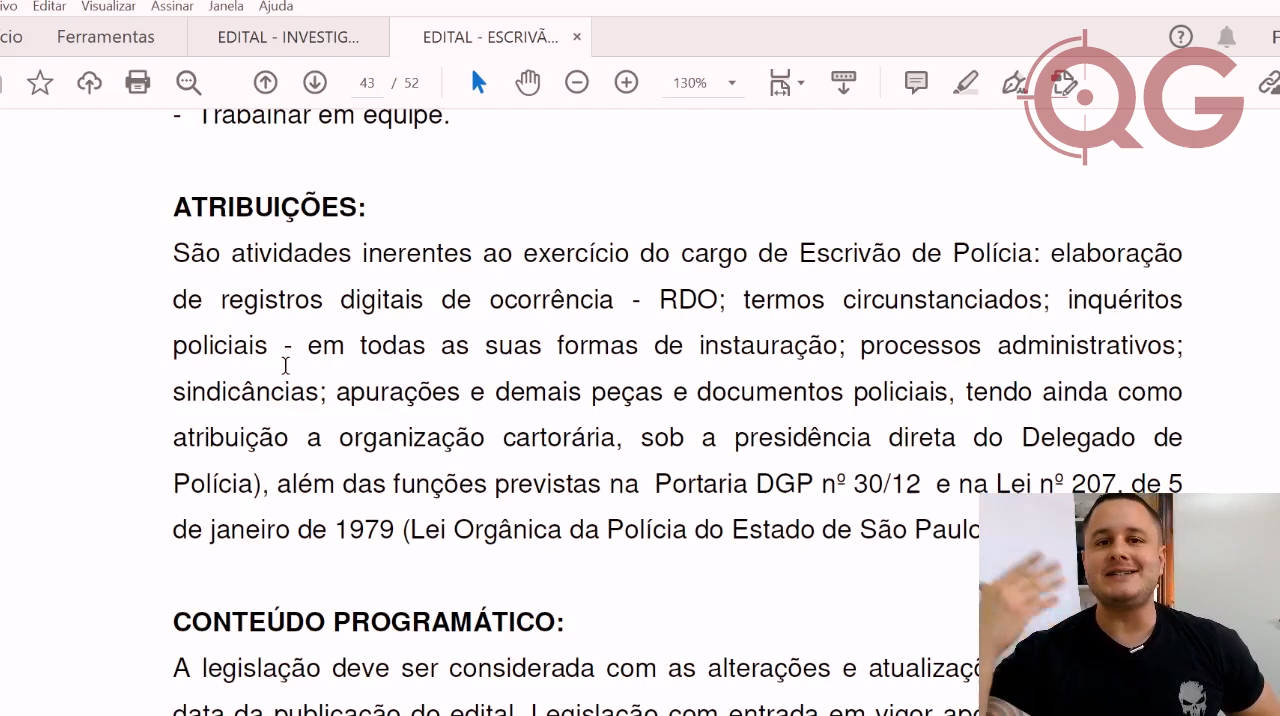 Editar Visualizar Assinar Janela Ajuda
Ferramentas EDITAL - INVESTIG... EDITAL - ESCRIVÃ... ×
43 / 52 130%
QG
- Trabalhar em equipe.
ATRIBUIÇÕES:
São atividades inerentes ao exercício do cargo de Escrivão de Polícia: elaboração
de registros digitais de ocorrência - RDO; termos circunstanciados; inquéritos
policiais - em todas as suas formas de instauração; processos administrativos;
sindicâncias; apurações e demais peças e documentos policiais, tendo ainda como
atribuição a organização cartorária, sob a presidência direta do Delegado de
Polícia), além das funções previstas na Portaria DGP nº 30/12 e na Lei nº 207, de 5
de janeiro de 1979 (Lei Orgânica da Polícia do Estado de São Paulo
CONTEÚDO PROGRAMÁTICO:
A legislação deve ser considerada com as alterações e
data da publicação do edital. Legislação com entrada em vigor